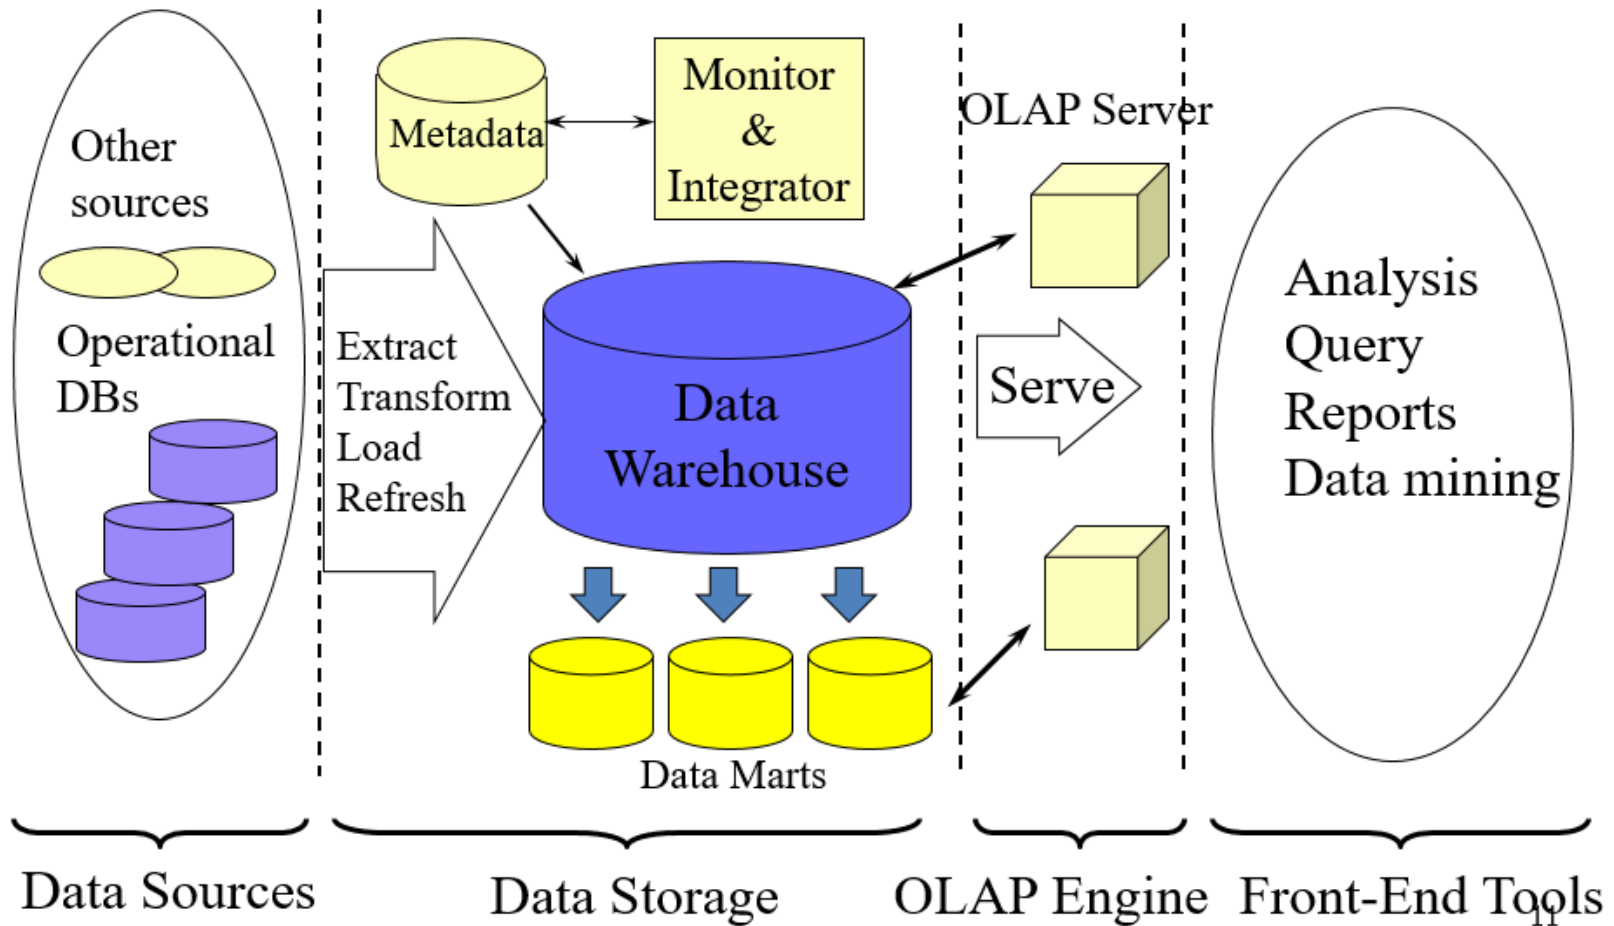 Other
sources
Operational
DBs
Extract
Transform
Load
Refresh
Metadata
Monitor
&
Integrator
Data
Warehouse
Data Marts
OLAP Server
Serve
Analysis
Query
Reports
Data mining
Data Sources
Data Storage
OLAP Engine
Front-End Tools
11